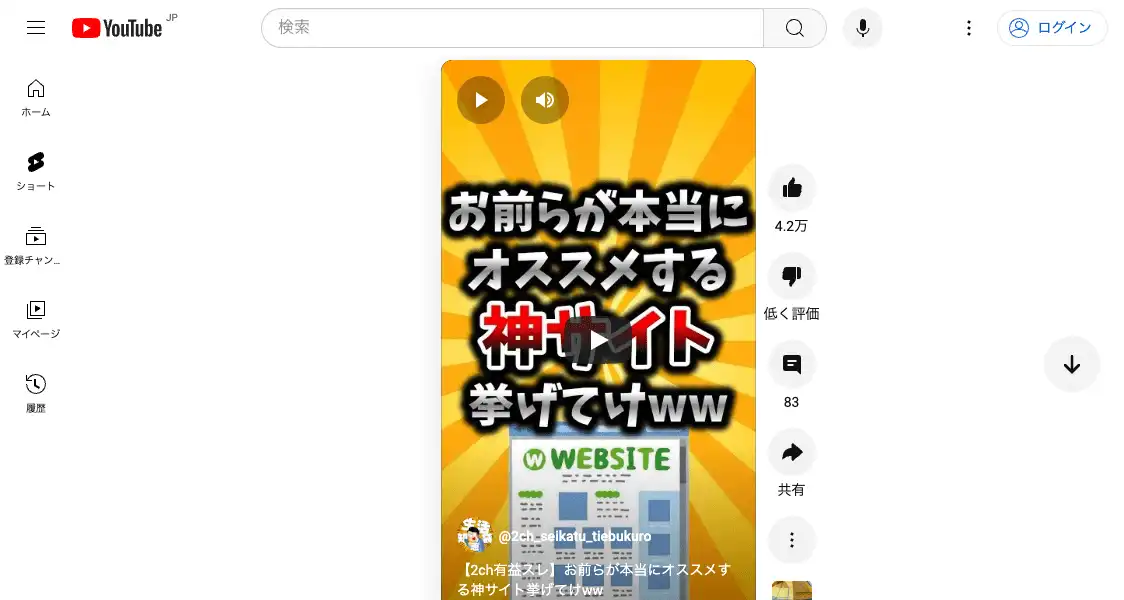 YouTube JP
検索
ログイン
ホーム
ショート
登録チャン...
マイページ
履歴
お前らが本当に
オススメする
神サイト
挙げてけww
WEBSITE
@2ch_seikatu_tiebukuro
【2ch有益スレ】お前らが本当にオススメす
る神サイト挙げてけww
4.2万
低く評価
83
共有